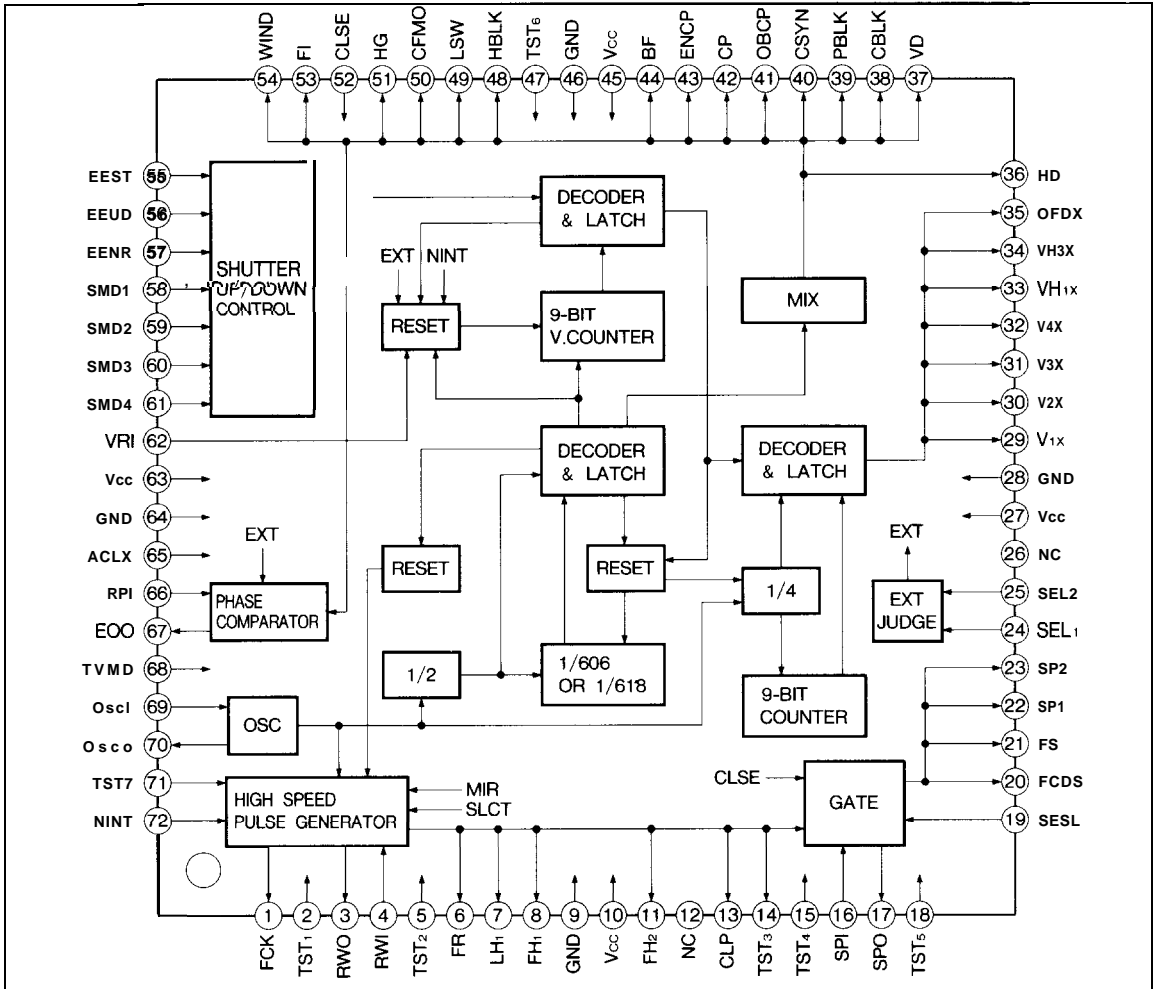 WIND FI CLSE HG CFMO LSW HBLK TST6 GND Vcc BF ENCP CP OBCP CSYN PBLK CBLK VD
54 53 52 51 50 49 48 47 46 45 44 43 42 41 40 39 38 37
EEST 55
EEUD 56
EENR 57
SMD1 58
SMD2 59
SMD3 60
SMD4 61
VRI 62
Vcc 63
GND 64
ACLX 65
RPI 66
EOO 67
TVMD 68
OscI 69
Osco 70
TST7 71
NINT 72
SHUTTER
UP/DOWN
CONTROL
DECODER
& LATCH
EXT NINT
RESET
9-BIT
V.COUNTER
MIX
DECODER
& LATCH
DECODER
& LATCH
EXT
PHASE
COMPARATOR
RESET
RESET
1/4
EXT
EXT
JUDGE
1/2
1/606
OR 1/618
9-BIT
COUNTER
OSC
HIGH SPEED
PULSE GENERATOR
MIR
SLCT
CLSE
GATE
36 HD
35 OFDX
34 VH3X
33 VH1X
32 V4X
31 V3X
30 V2X
29 V1X
28 GND
27 Vcc
26 NC
25 SEL2
24 SEL1
23 SP2
22 SP1
21 FS
20 FCDS
19 SESL
1 2 3 4 5 6 7 8 9 10 11 12 13 14 15 16 17 18
FCK TST1 RWO RWI TST2 FR LH1 FH1 GND Vcc FH2 NC CLP TST3 TST4 SPI SPO TST5